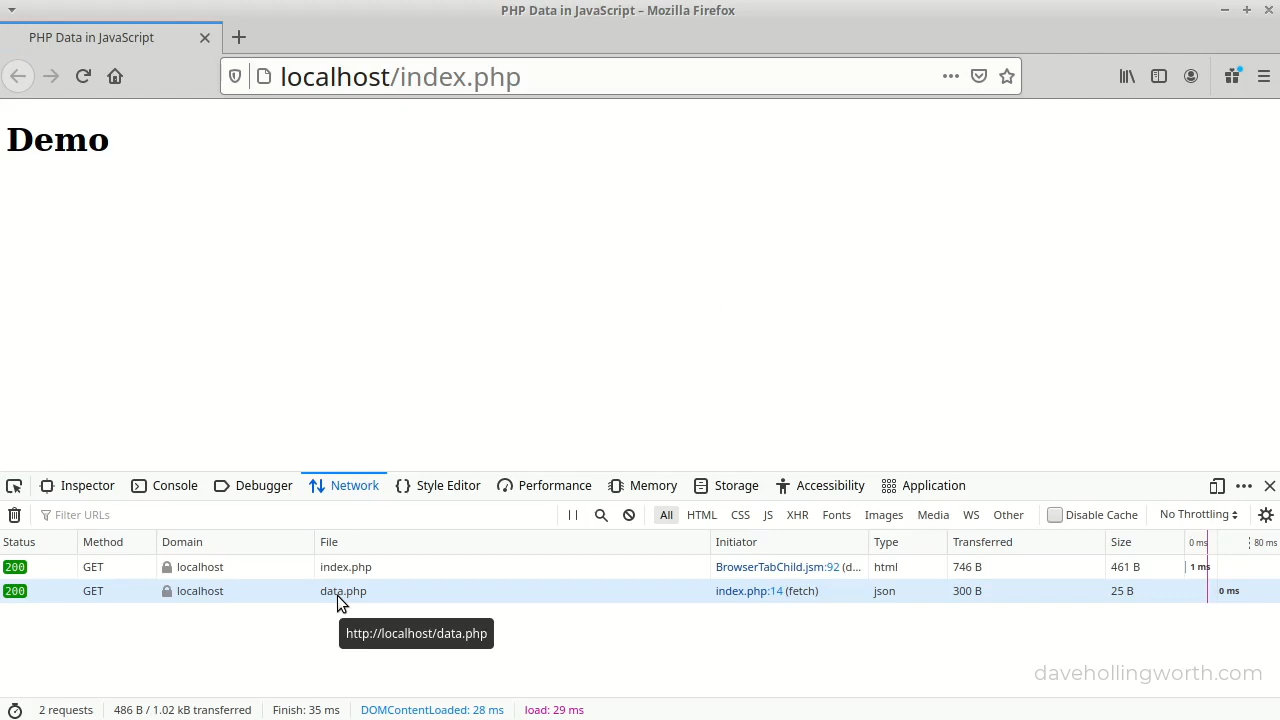 PHP Data in JavaScript – Mozilla Firefox
PHP Data in JavaScript
localhost/index.php
Demo
Inspector Console Debugger Network Style Editor Performance Memory Storage Accessibility Application
Filter URLs All HTML CSS JS XHR Fonts Images Media WS Other Disable Cache No Throttling
Status Method Domain File Initiator Type Transferred Size 0 ms 80 ms
200 GET localhost index.php BrowserTabChild.jsm:92 (d... html 746 B 461 B 1 ms
200 GET localhost data.php index.php:14 (fetch) json 300 B 25 B 0 ms
http://localhost/data.php
davehollingworth.com
2 requests 486 B / 1.02 kB transferred Finish: 35 ms DOMContentLoaded: 28 ms load: 29 ms